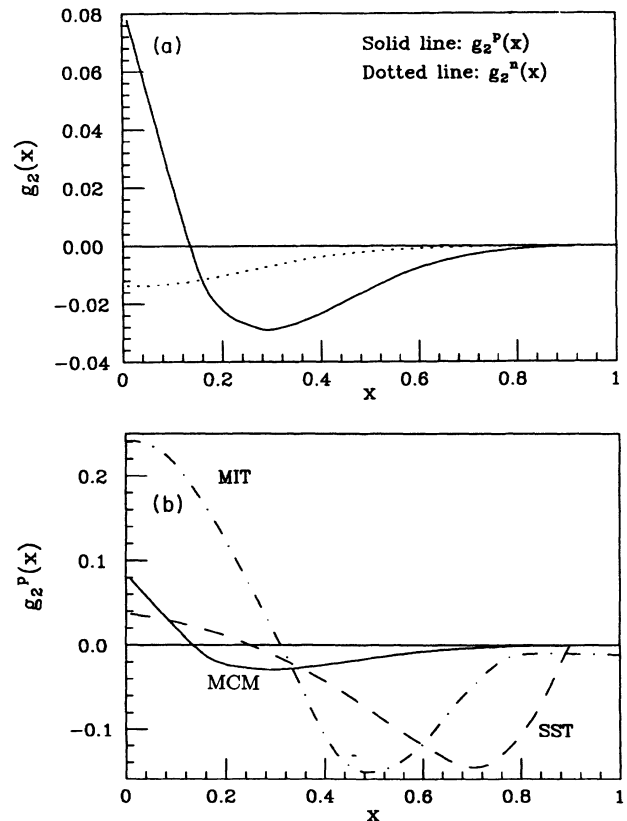 0.08
(a)
Solid line: g₂ᵖ(x)
Dotted line: g₂ⁿ(x)
0.06
0.04
g₂(x)
0.02
0.00
−0.02
−0.04
0 0.2 0.4 0.6 0.8 1
x
0.2
MIT
(b)
0.1
g₂ᵖ(x)
0.0
MCM
−0.1
SST
0 0.2 0.4 0.6 0.8 1
x